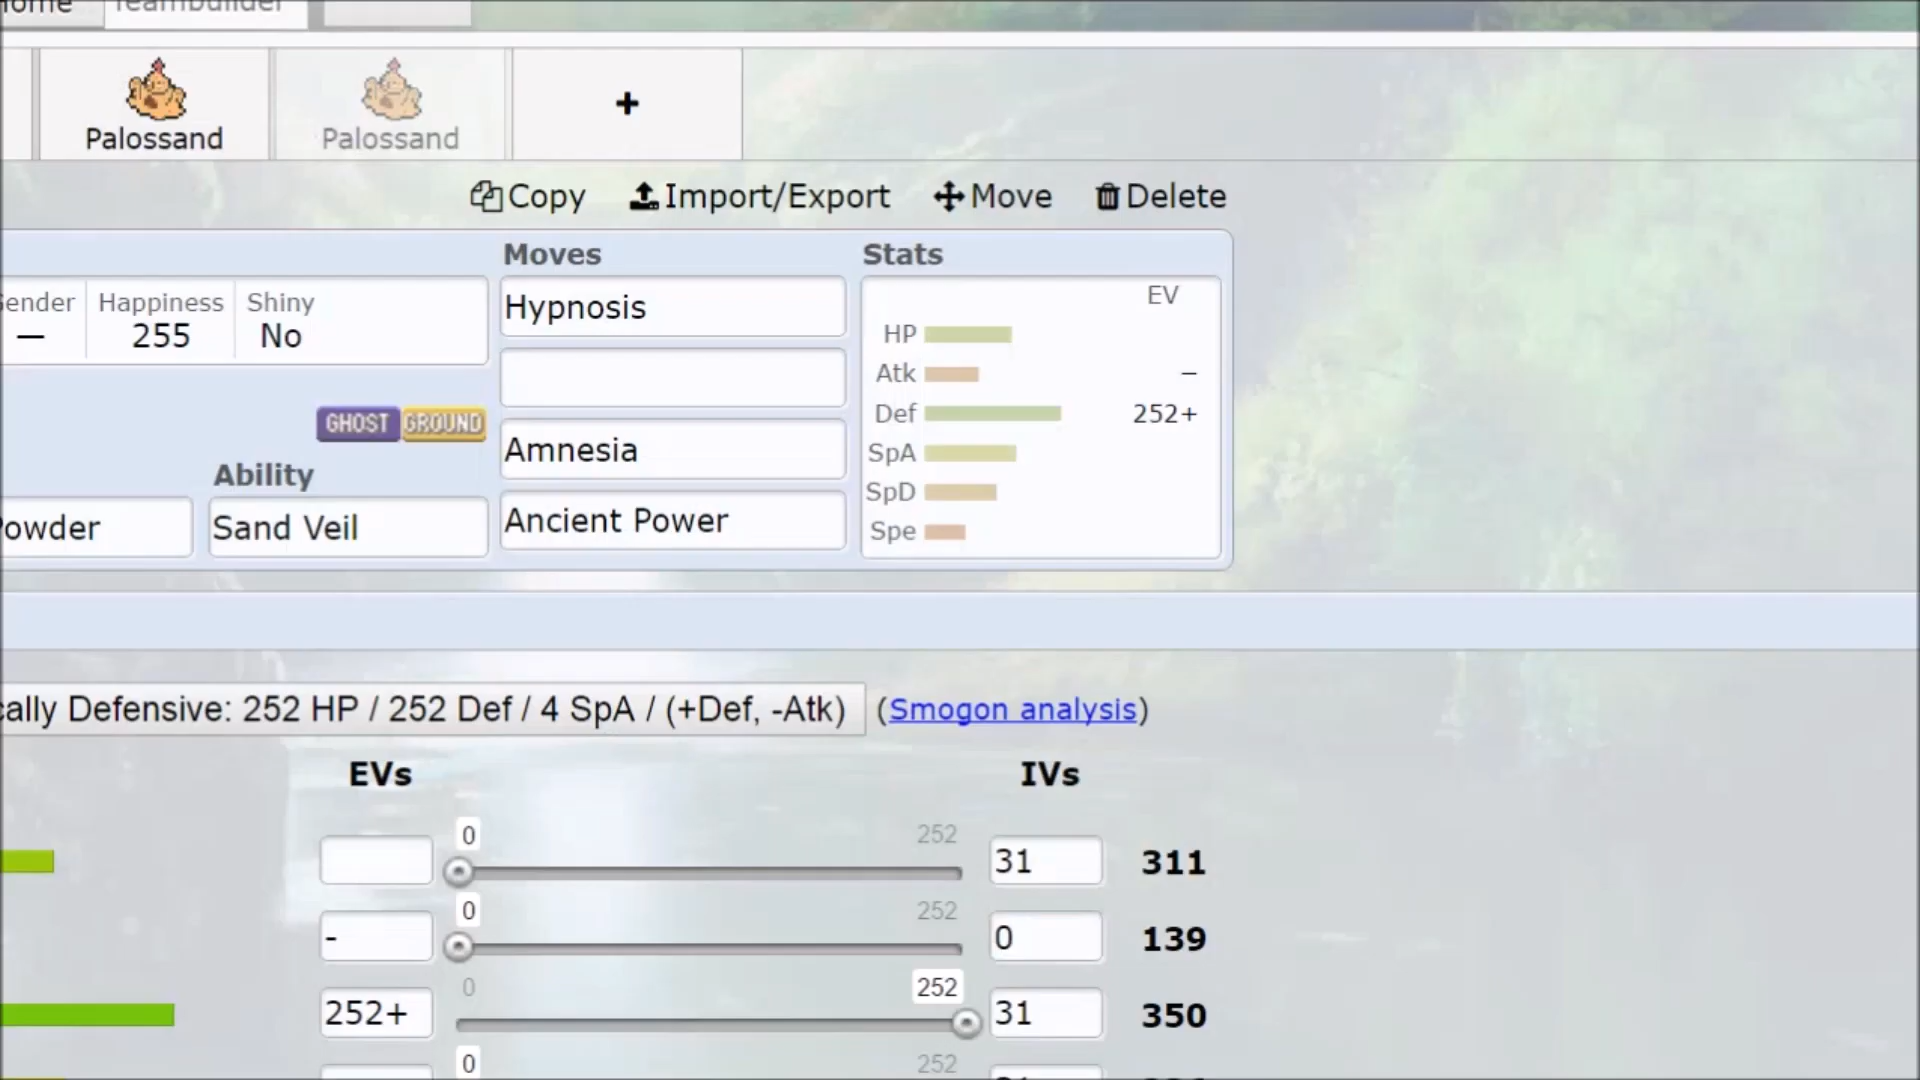 Teambuilder
Palossand
Palossand
+
Copy
Import/Export
Move
Delete
Moves
Stats
Happiness
255
Shiny
No
—
GHOST
GROUND
Ability
Sand Veil
Hypnosis
Amnesia
Ancient Power
EV
HP
Atk –
Def 252+
SpA
SpD
Spe
Defensive: 252 HP / 252 Def / 4 SpA / (+Def, -Atk) (Smogon analysis)
EVs IVs
0 252
31 311
0 252
- 0 139
0 252
252+ 31 350
0 252